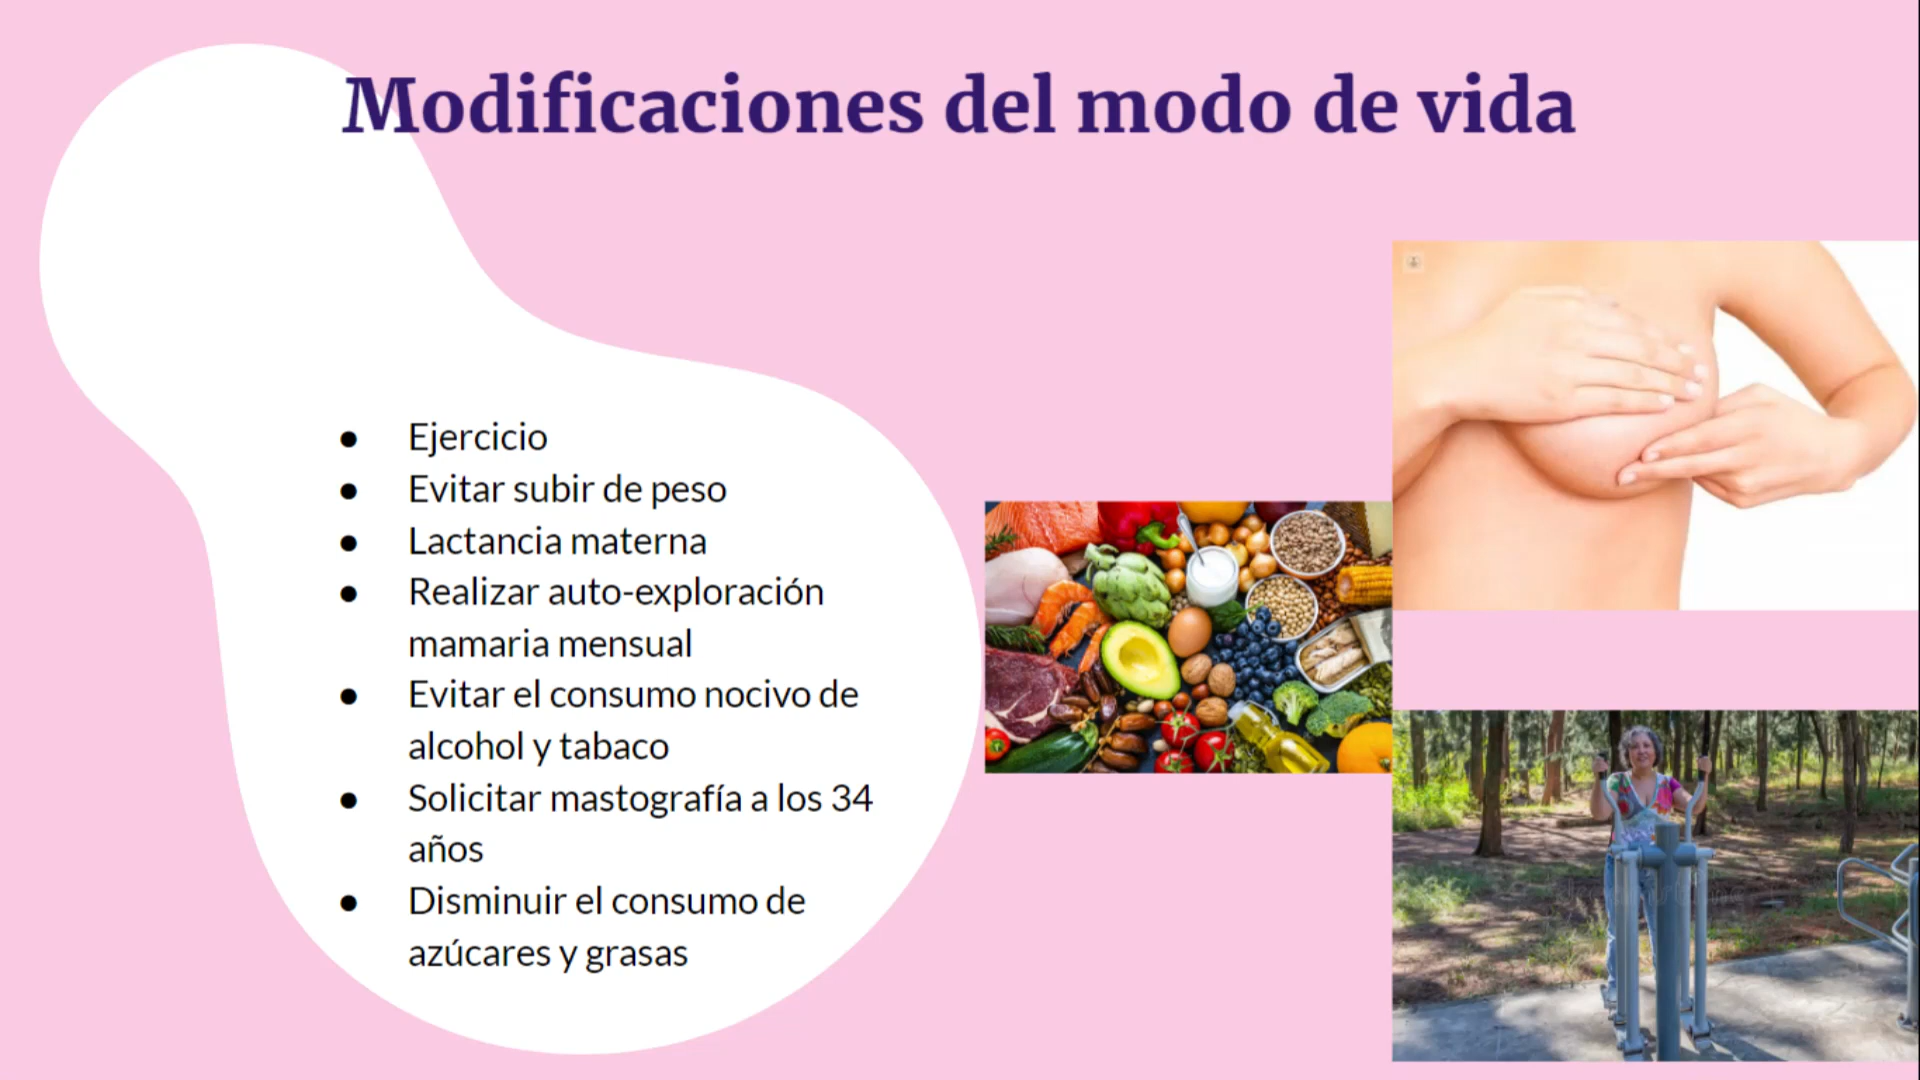 Modificaciones del modo de vida
● Ejercicio
● Evitar subir de peso
● Lactancia materna
● Realizar auto-exploración
mamaria mensual
● Evitar el consumo nocivo de
alcohol y tabaco
● Solicitar mastografía a los 34
años
● Disminuir el consumo de
azúcares y grasas